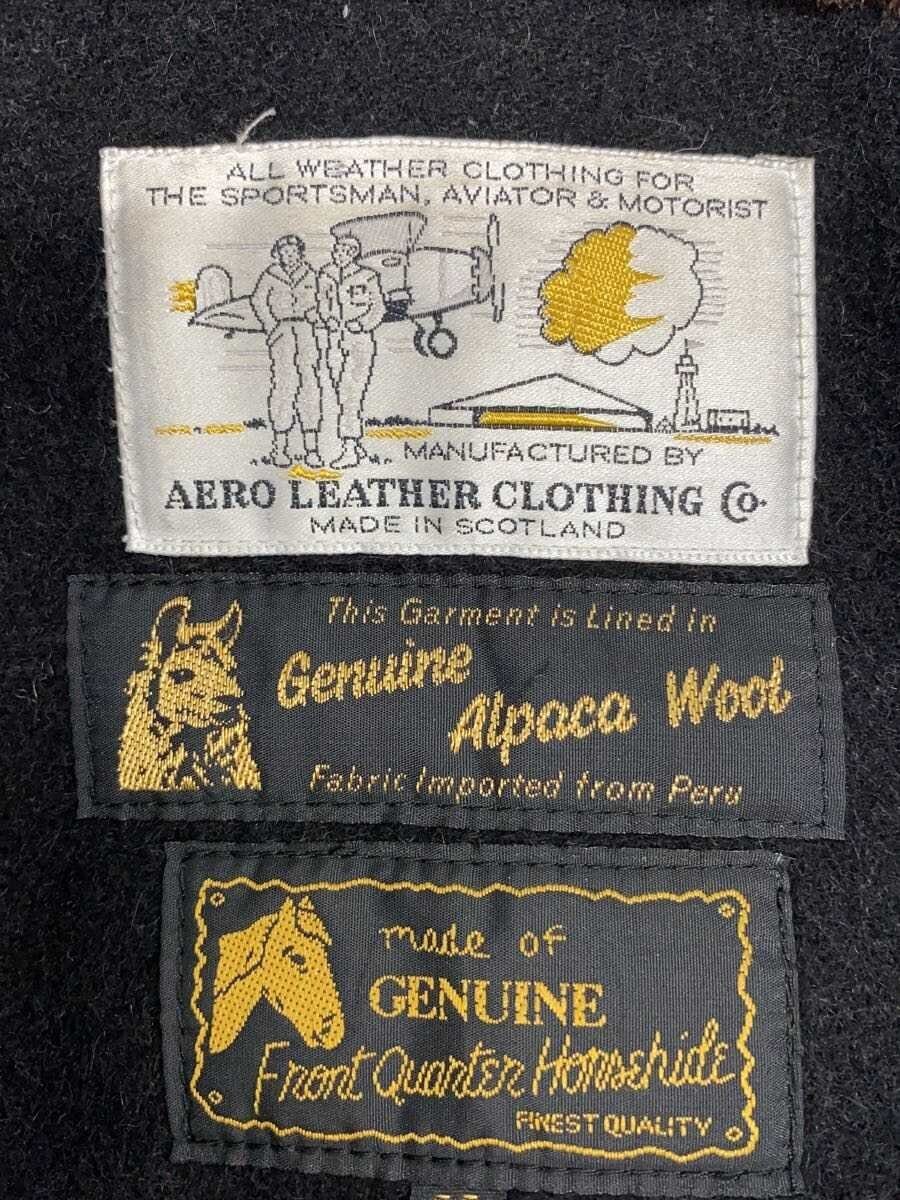 ALL WEATHER CLOTHING FOR
THE SPORTSMAN, AVIATOR & MOTORIST
MANUFACTURED BY
AERO LEATHER CLOTHING Co.
MADE IN SCOTLAND
This Garment is Lined in
Genuine
Alpaca Wool
Fabric Imported from Peru
made of
GENUINE
Front Quarter Horsehide
FINEST QUALITY